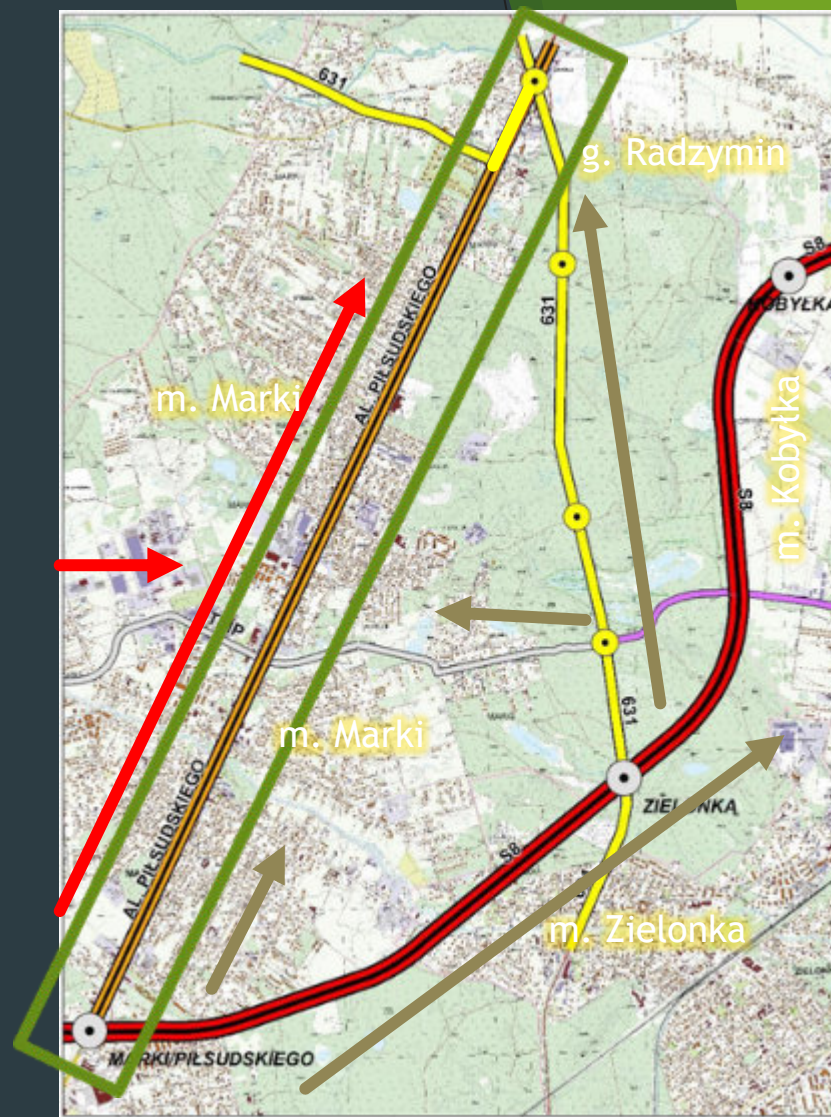 631
g. Radzymin
S8
KOBYŁKA
AL. PIŁSUDSKIEGO
631
m. Marki
m. Kobyłka
S8
631
m. Marki
ZIELONKA
AL. PIŁSUDSKIEGO
S8
m. Zielonka
MARKI/PIŁSUDSKIEGO